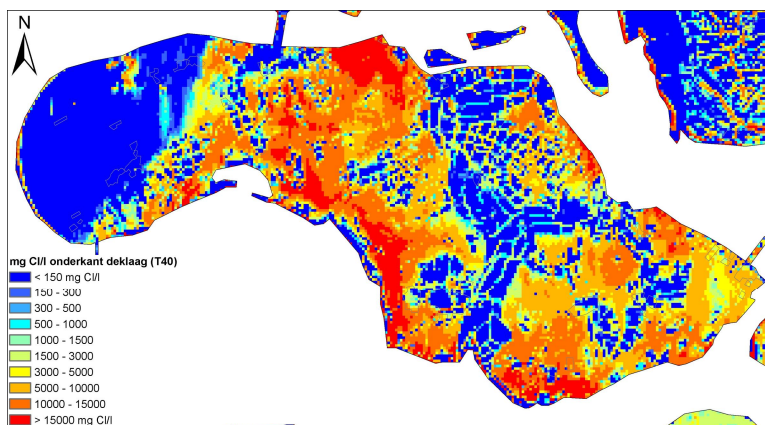 N
mg Cl/l onderkant deklaag (T40)
< 150 mg Cl/l
150 - 300
300 - 500
500 - 1000
1000 - 1500
1500 - 3000
3000 - 5000
5000 - 10000
10000 - 15000
> 15000 mg Cl/l